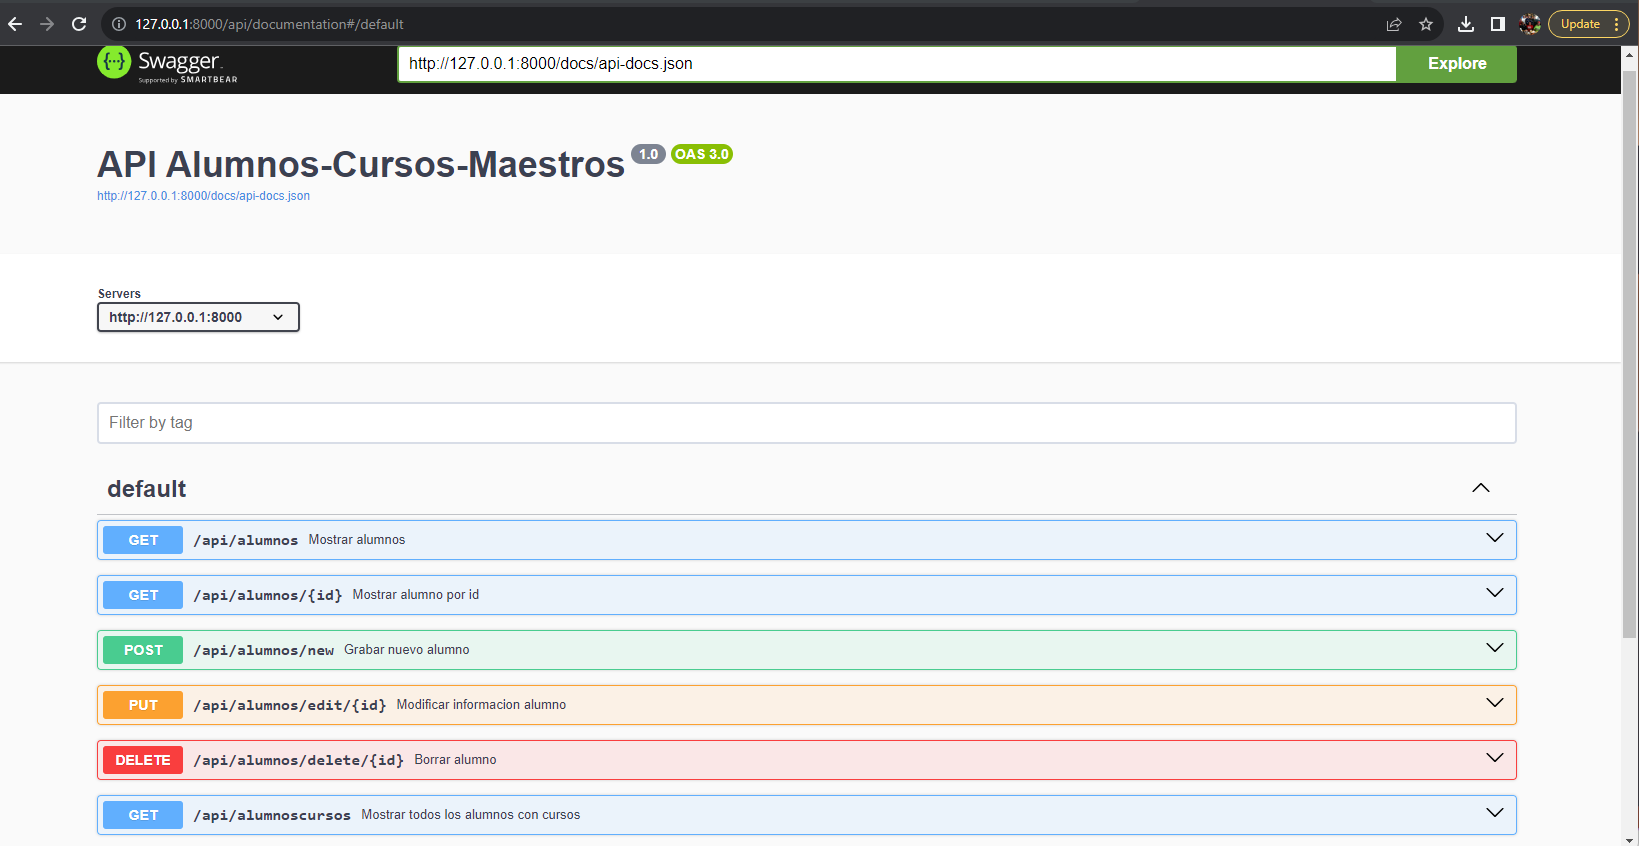 127.0.0.1:8000/api/documentation#/default
Update
Swagger.
Supported by SMARTBEAR
http://127.0.0.1:8000/docs/api-docs.json
Explore
API Alumnos-Cursos-Maestros 1.0 OAS 3.0
http://127.0.0.1:8000/docs/api-docs.json
Servers
http://127.0.0.1:8000
Filter by tag
default
GET /api/alumnos Mostrar alumnos
GET /api/alumnos/{id} Mostrar alumno por id
POST /api/alumnos/new Grabar nuevo alumno
PUT /api/alumnos/edit/{id} Modificar informacion alumno
DELETE /api/alumnos/delete/{id} Borrar alumno
GET /api/alumnoscursos Mostrar todos los alumnos con cursos